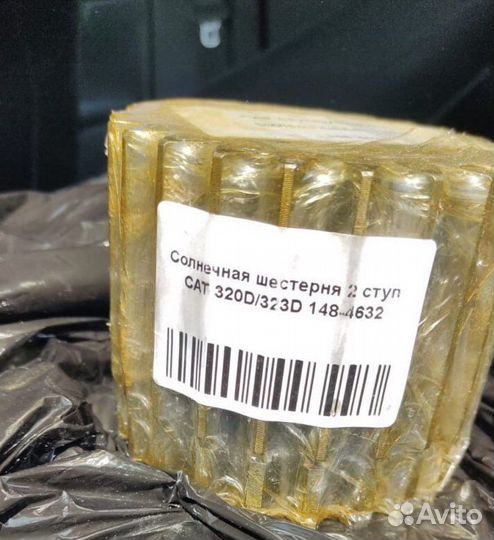 Солнечная шестерня 2 ступ
CAT 320D/323D 148-4632
Avito